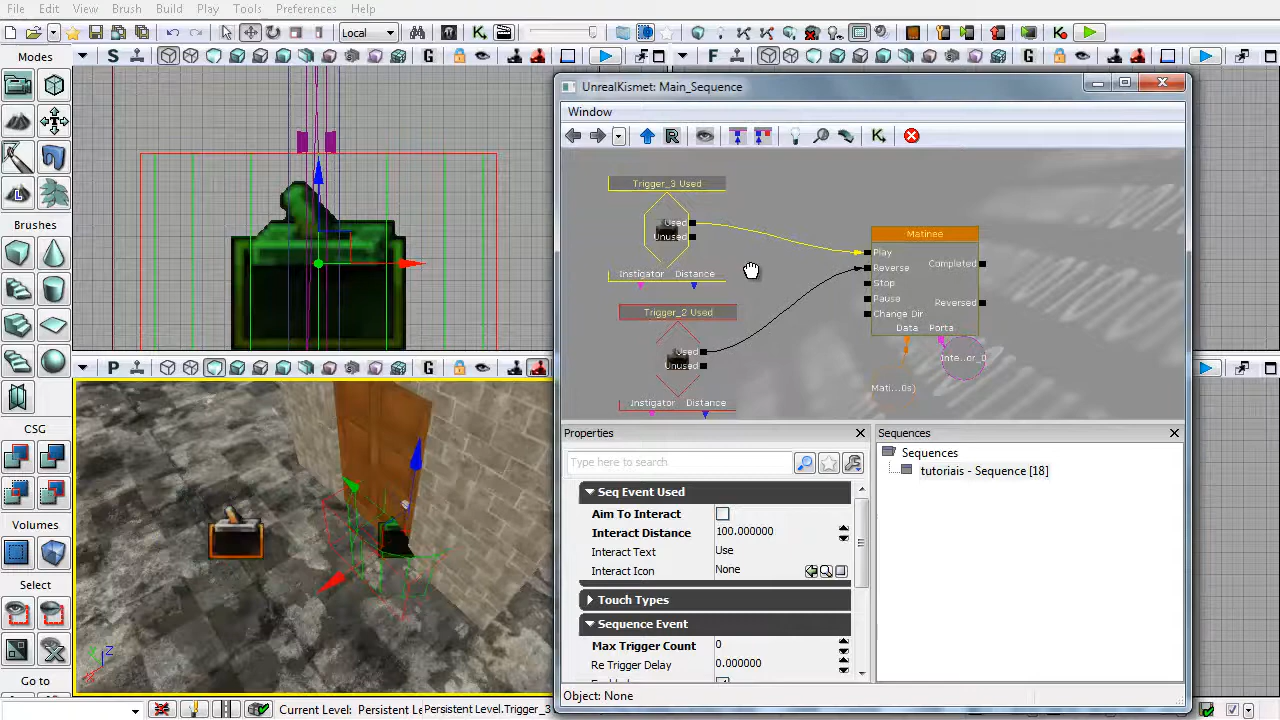 File Edit View Brush Build Play Tools Preferences Help
Local
Modes
S
G
F
G
UnrealKismet: Main_Sequence
Window
R
K
Trigger_3 Used
Used
Unused
Instigator Distance
Trigger_2 Used
Used
Unused
Instigator Distance
Matinee
Play
Reverse
Stop
Pause
Change Dir
Completed
Reversed
Data Porta
Inte...or_0
Mati...0s)
Brushes
CSG
Volumes
Select
Go to
P
G
X Z
Properties
Type here to search
Seq Event Used
Aim To Interact
Interact Distance 100.000000
Interact Text Use
Interact Icon None
Touch Types
Sequence Event
Max Trigger Count 0
Re Trigger Delay 0.000000
Sequences
Sequences
tutoriais - Sequence [18]
Object: None
Current Level: Persistent Le
Persistent Level.Trigger_3